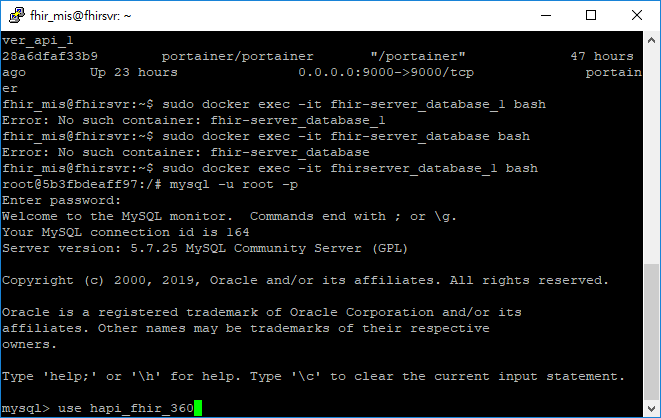 fhir_mis@fhirsvr: ~
ver_api_1
28a6dfaf33b9        portainer/portainer       "/portainer"             47 hours
ago        Up 23 hours               0.0.0.0:9000->9000/tcp       portain
er
fhir_mis@fhirsvr:~$ sudo docker exec -it fhir-server_database_1 bash
Error: No such container: fhir-server_database_1
fhir_mis@fhirsvr:~$ sudo docker exec -it fhir-server_database bash
Error: No such container: fhir-server_database
fhir_mis@fhirsvr:~$ sudo docker exec -it fhirserver_database_1 bash
root@5b3fbdeaff97:/# mysql -u root -p
Enter password:
Welcome to the MySQL monitor.  Commands end with ; or \g.
Your MySQL connection id is 164
Server version: 5.7.25 MySQL Community Server (GPL)
Copyright (c) 2000, 2019, Oracle and/or its affiliates. All rights reserved.
Oracle is a registered trademark of Oracle Corporation and/or its
affiliates. Other names may be trademarks of their respective
owners.
Type 'help;' or '\h' for help. Type '\c' to clear the current input statement.
mysql> use hapi_fhir_360